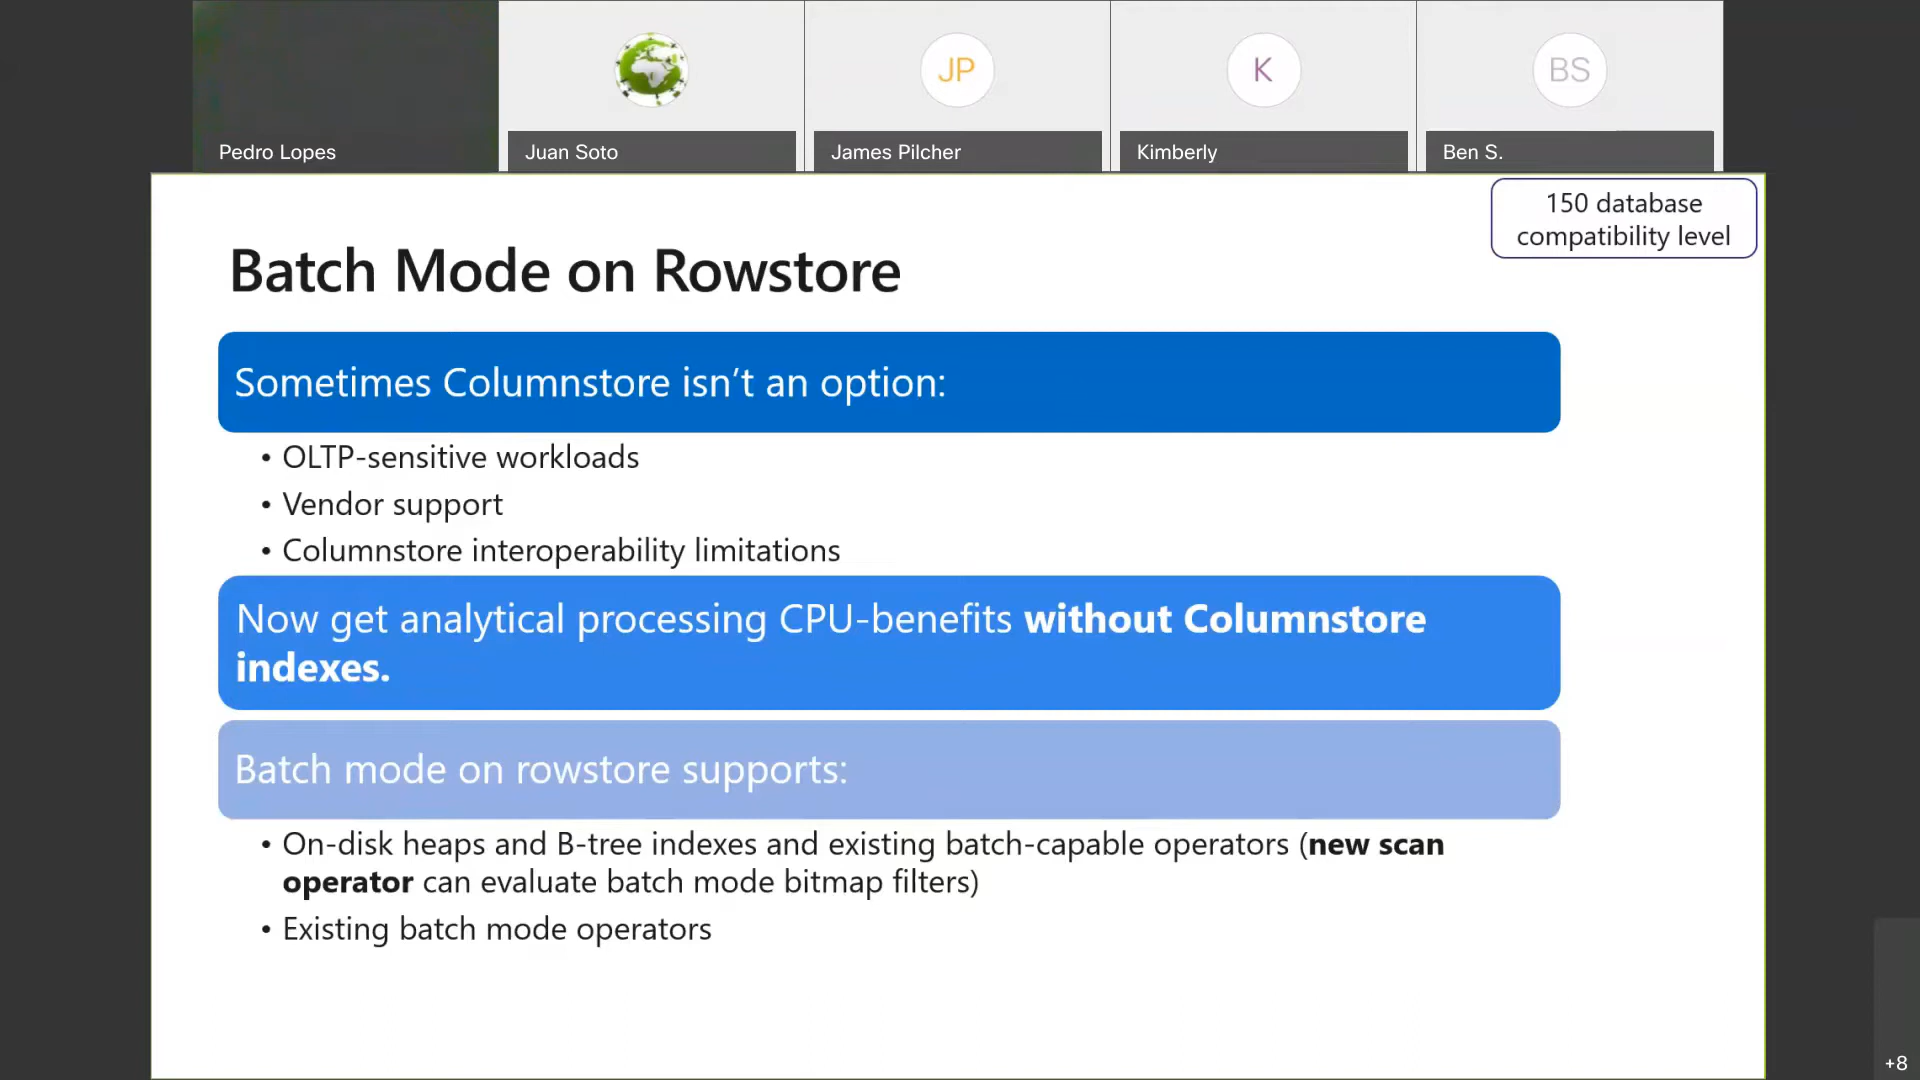 JP
K
BS
Pedro Lopes
Juan Soto
James Pilcher
Kimberly
Ben S.
150 database
compatibility level
Batch Mode on Rowstore
Sometimes Columnstore isn’t an option:
• OLTP-sensitive workloads
• Vendor support
• Columnstore interoperability limitations
Now get analytical processing CPU-benefits without Columnstore
indexes.
Batch mode on rowstore supports:
• On-disk heaps and B-tree indexes and existing batch-capable operators (new scan
operator can evaluate batch mode bitmap filters)
• Existing batch mode operators
+8